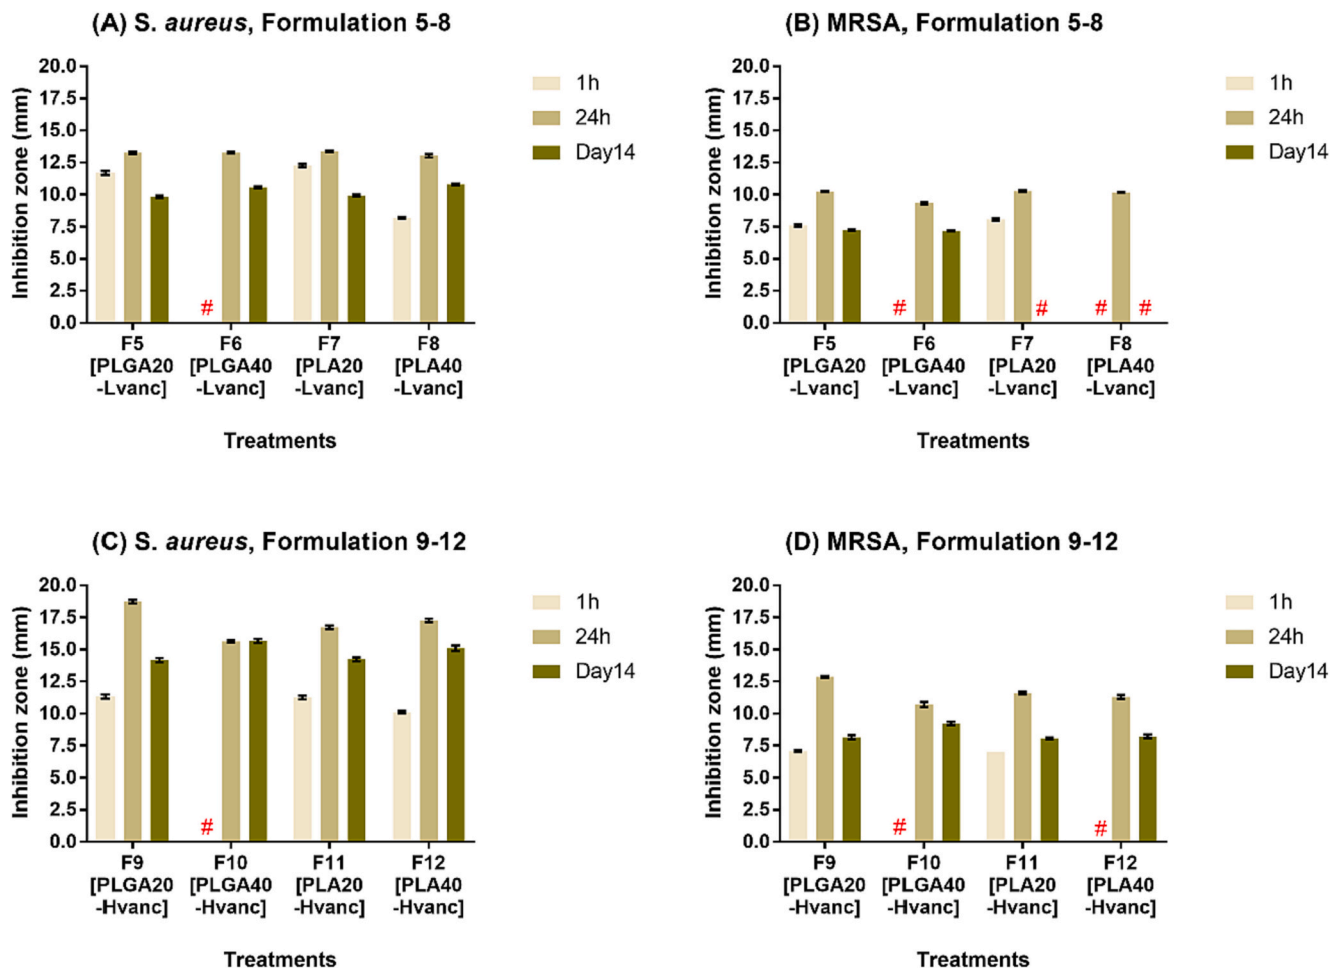 (A) S. aureus, Formulation 5-8
20.0
17.5
15.0
12.5
10.0
7.5
5.0
2.5
0.0
Inhibition zone (mm)
#
1h
24h
Day14
F5 F6 F7 F8
[PLGA20 [PLGA40 [PLA20 [PLA40
-Lvanc] -Lvanc] -Lvanc] -Lvanc]
Treatments
(B) MRSA, Formulation 5-8
20.0
17.5
15.0
12.5
10.0
7.5
5.0
2.5
0.0
Inhibition zone (mm)
# # # #
1h
24h
Day14
F5 F6 F7 F8
[PLGA20 [PLGA40 [PLA20 [PLA40
-Lvanc] -Lvanc] -Lvanc] -Lvanc]
Treatments
(C) S. aureus, Formulation 9-12
20.0
17.5
15.0
12.5
10.0
7.5
5.0
2.5
0.0
Inhibition zone (mm)
#
1h
24h
Day14
F9 F10 F11 F12
[PLGA20 [PLGA40 [PLA20 [PLA40
-Hvanc] -Hvanc] -Hvanc] -Hvanc]
Treatments
(D) MRSA, Formulation 9-12
20.0
17.5
15.0
12.5
10.0
7.5
5.0
2.5
0.0
Inhibition zone (mm)
# #
1h
24h
Day14
F9 F10 F11 F12
[PLGA20 [PLGA40 [PLA20 [PLA40
-Hvanc] -Hvanc] -Hvanc] -Hvanc]
Treatments